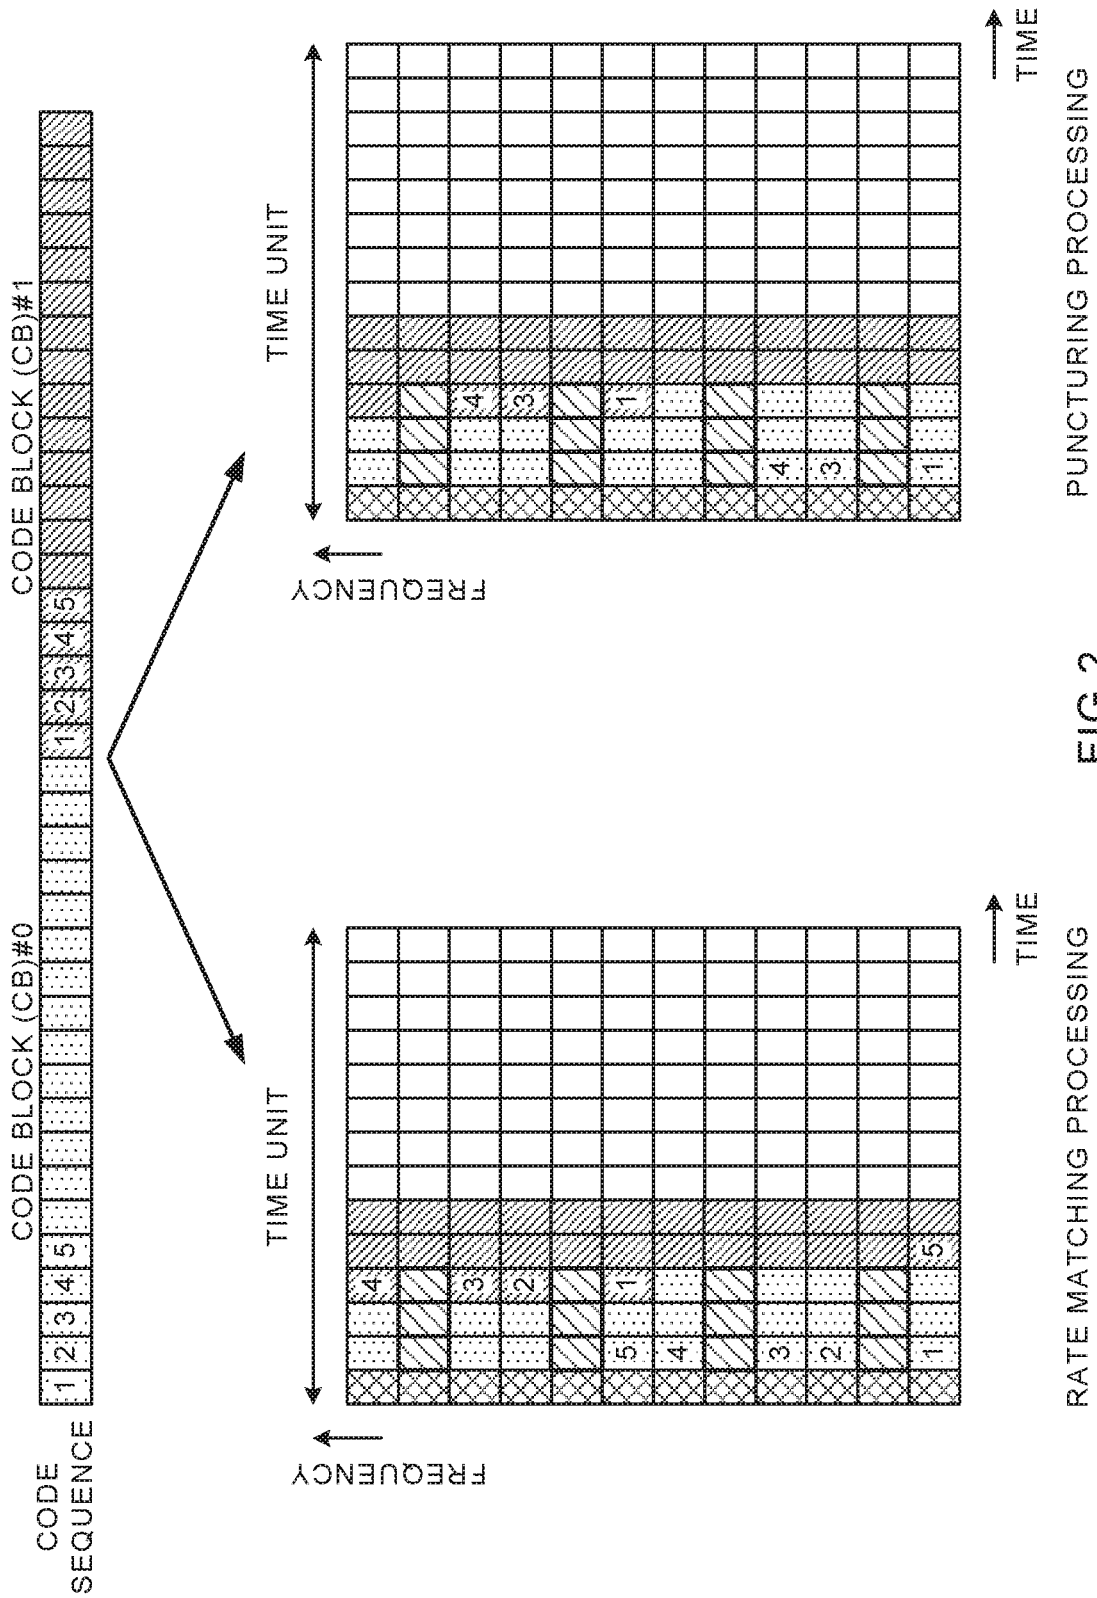 CODE BLOCK (CB)#0
CODE BLOCK (CB)#1
CODE
SEQUENCE
1 2 3 4 5 1 2 3 4 5
TIME UNIT
FREQUENCY
4
3
2
5 1
4
3
2
1 5
TIME
RATE MATCHING PROCESSING
TIME UNIT
FREQUENCY
4
3
1
4
3
1
TIME
PUNCTURING PROCESSING
FIG. 2